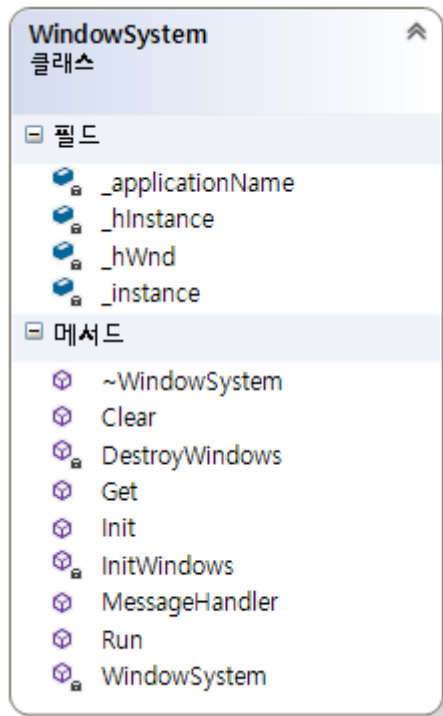 WindowSystem
클래스
필드
_applicationName
_hInstance
_hWnd
_instance
메서드
~WindowSystem
Clear
DestroyWindows
Get
Init
InitWindows
MessageHandler
Run
WindowSystem